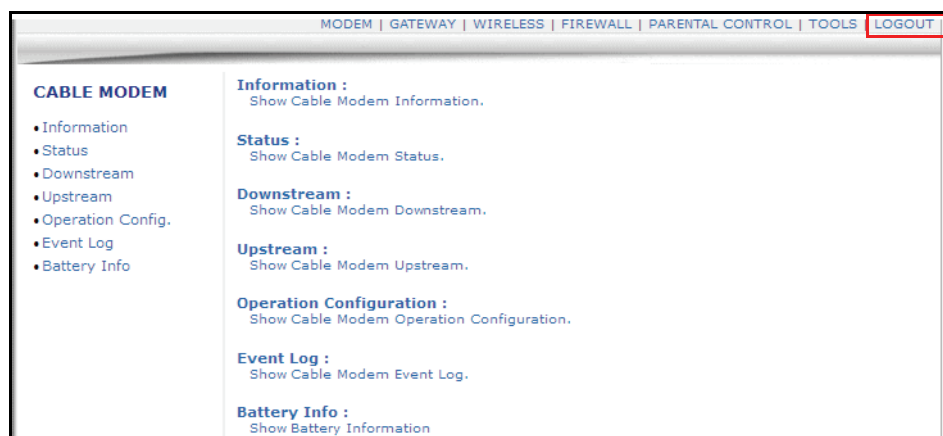 MODEM | GATEWAY | WIRELESS | FIREWALL | PARENTAL CONTROL | TOOLS | LOGOUT |
CABLE MODEM
• Information
• Status
• Downstream
• Upstream
• Operation Config.
• Event Log
• Battery Info
Information :
Show Cable Modem Information.
Status :
Show Cable Modem Status.
Downstream :
Show Cable Modem Downstream.
Upstream :
Show Cable Modem Upstream.
Operation Configuration :
Show Cable Modem Operation Configuration.
Event Log :
Show Cable Modem Event Log.
Battery Info :
Show Battery Information